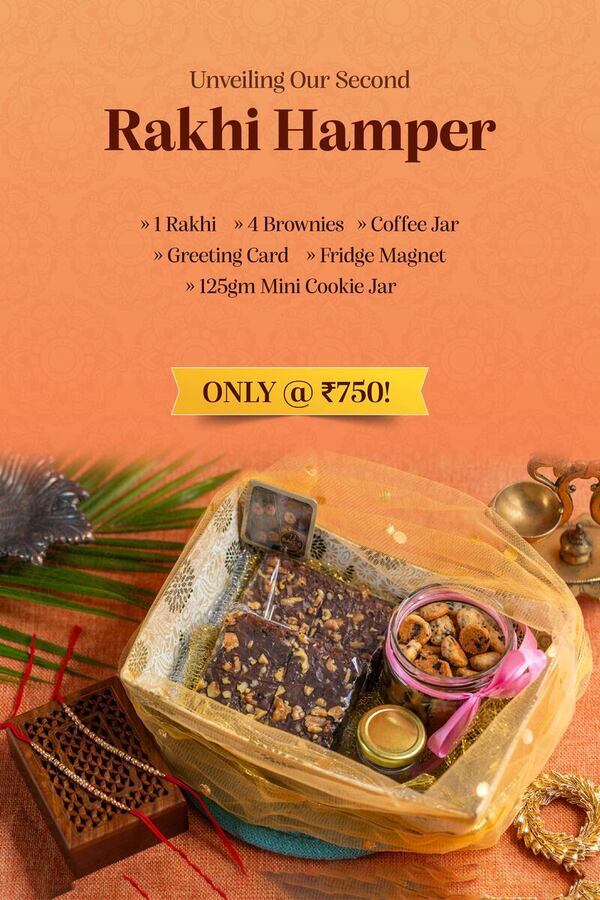 Unveiling Our Second
Rakhi Hamper
» 1 Rakhi » 4 Brownies » Coffee Jar
» Greeting Card » Fridge Magnet
» 125gm Mini Cookie Jar
ONLY @ ₹750!